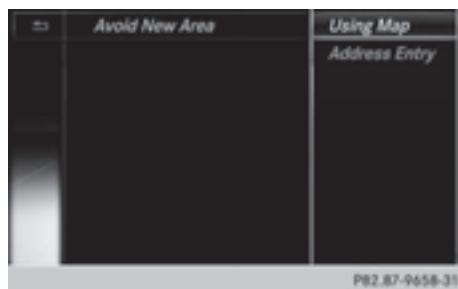 Avoid New Area
Using Map
Address Entry
P82.87-9658-31